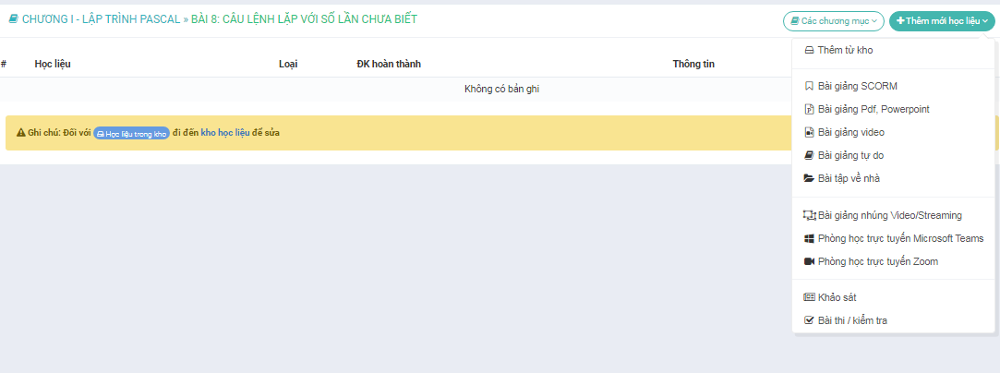 CHƯƠNG I - LẬP TRÌNH PASCAL » BÀI 8: CÂU LỆNH LẶP VỚI SỐ LẦN CHƯA BIẾT
Các chương mục
Thêm mới học liệu
# Học liệu Loại ĐK hoàn thành Thông tin
Không có bản ghi
Ghi chú: Đối với Học liệu trong kho đi đến kho học liệu để sửa
Thêm từ kho
Bài giảng SCORM
Bài giảng Pdf, Powerpoint
Bài giảng video
Bài giảng tự do
Bài tập về nhà
Bài giảng nhúng Video/Streaming
Phòng học trực tuyến Microsoft Teams
Phòng học trực tuyến Zoom
Khảo sát
Bài thi / kiểm tra